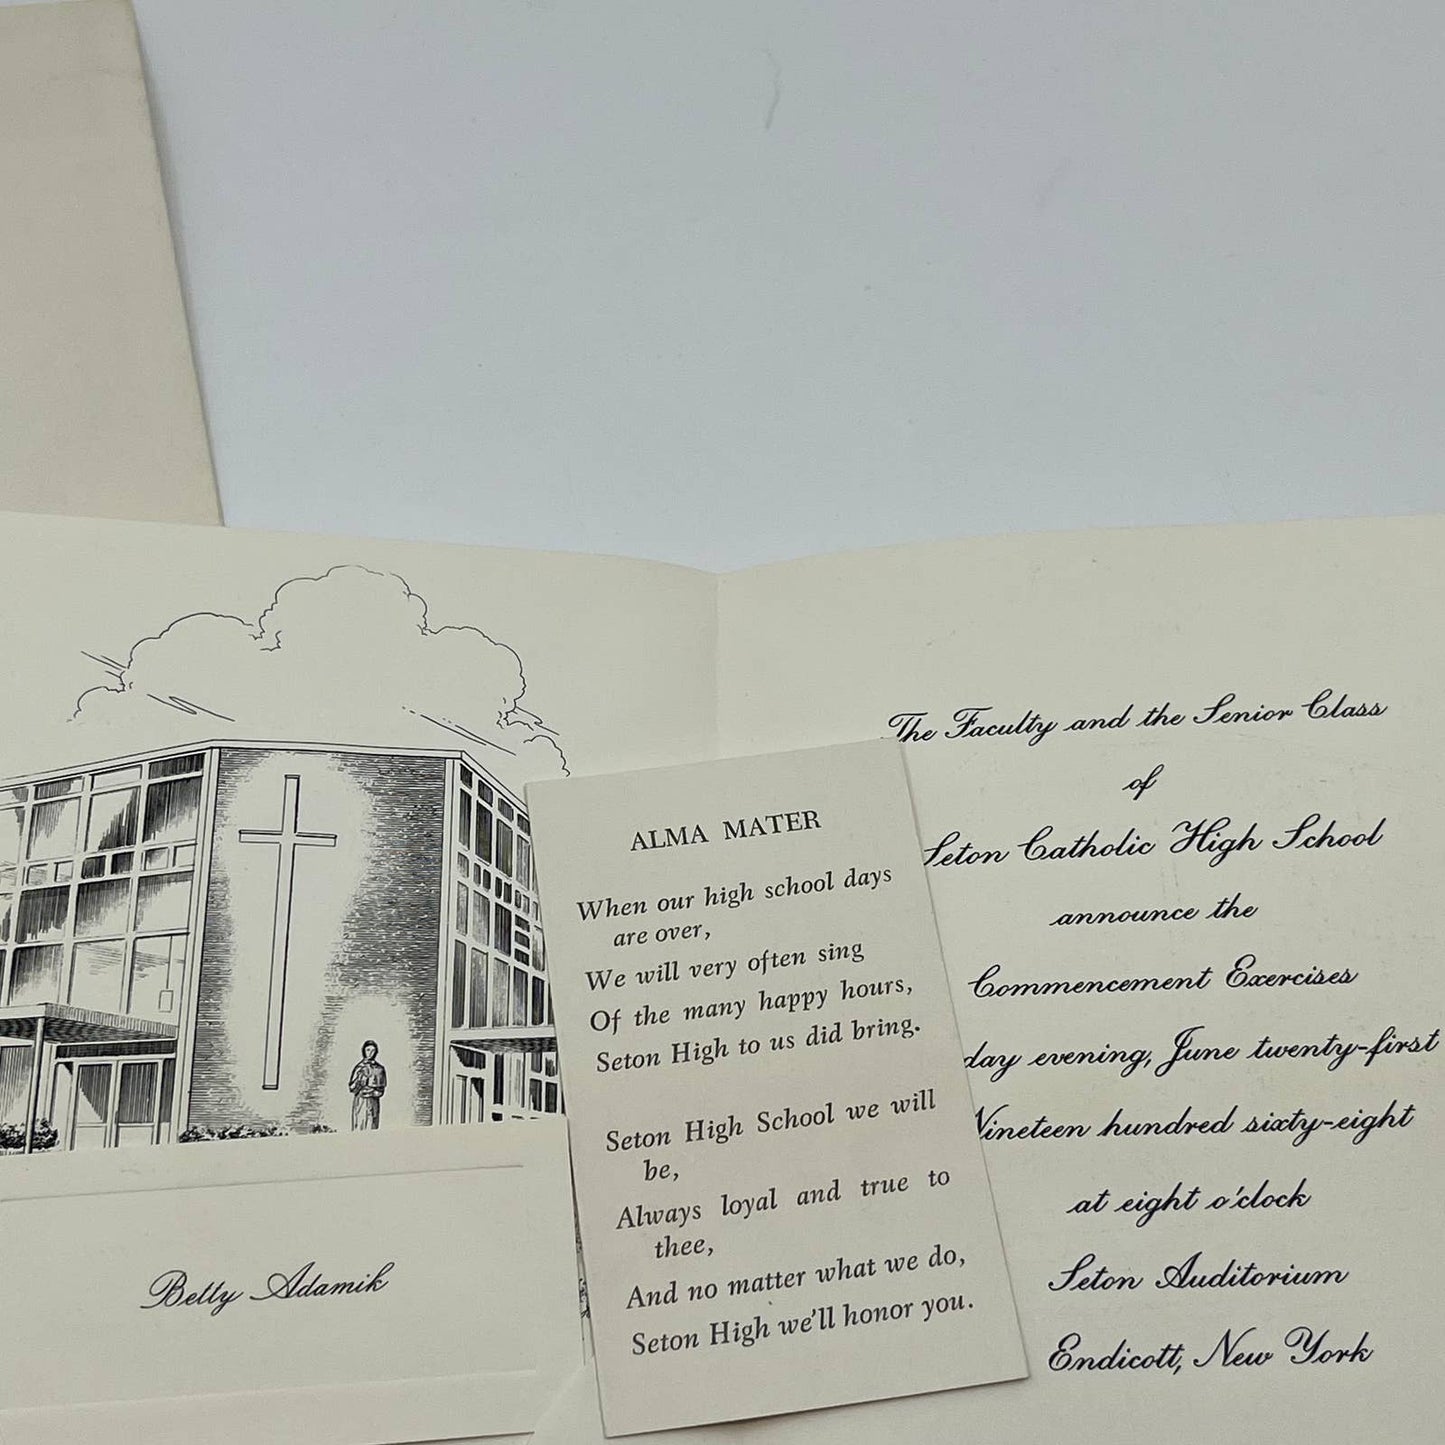 Betty Adamik
ALMA MATER
When our high school days
are over,
We will very often sing
Of the many happy hours,
Seton High to us did bring.
Seton High School we will
be,
Always loyal and true to
thee,
And no matter what we do,
Seton High we'll honor you.
The Faculty and the Senior Class
of
Seton Catholic High School
announce the
Commencement Exercises
day evening, June twenty-first
Nineteen hundred sixty-eight
at eight o'clock
Seton Auditorium
Endicott, New York